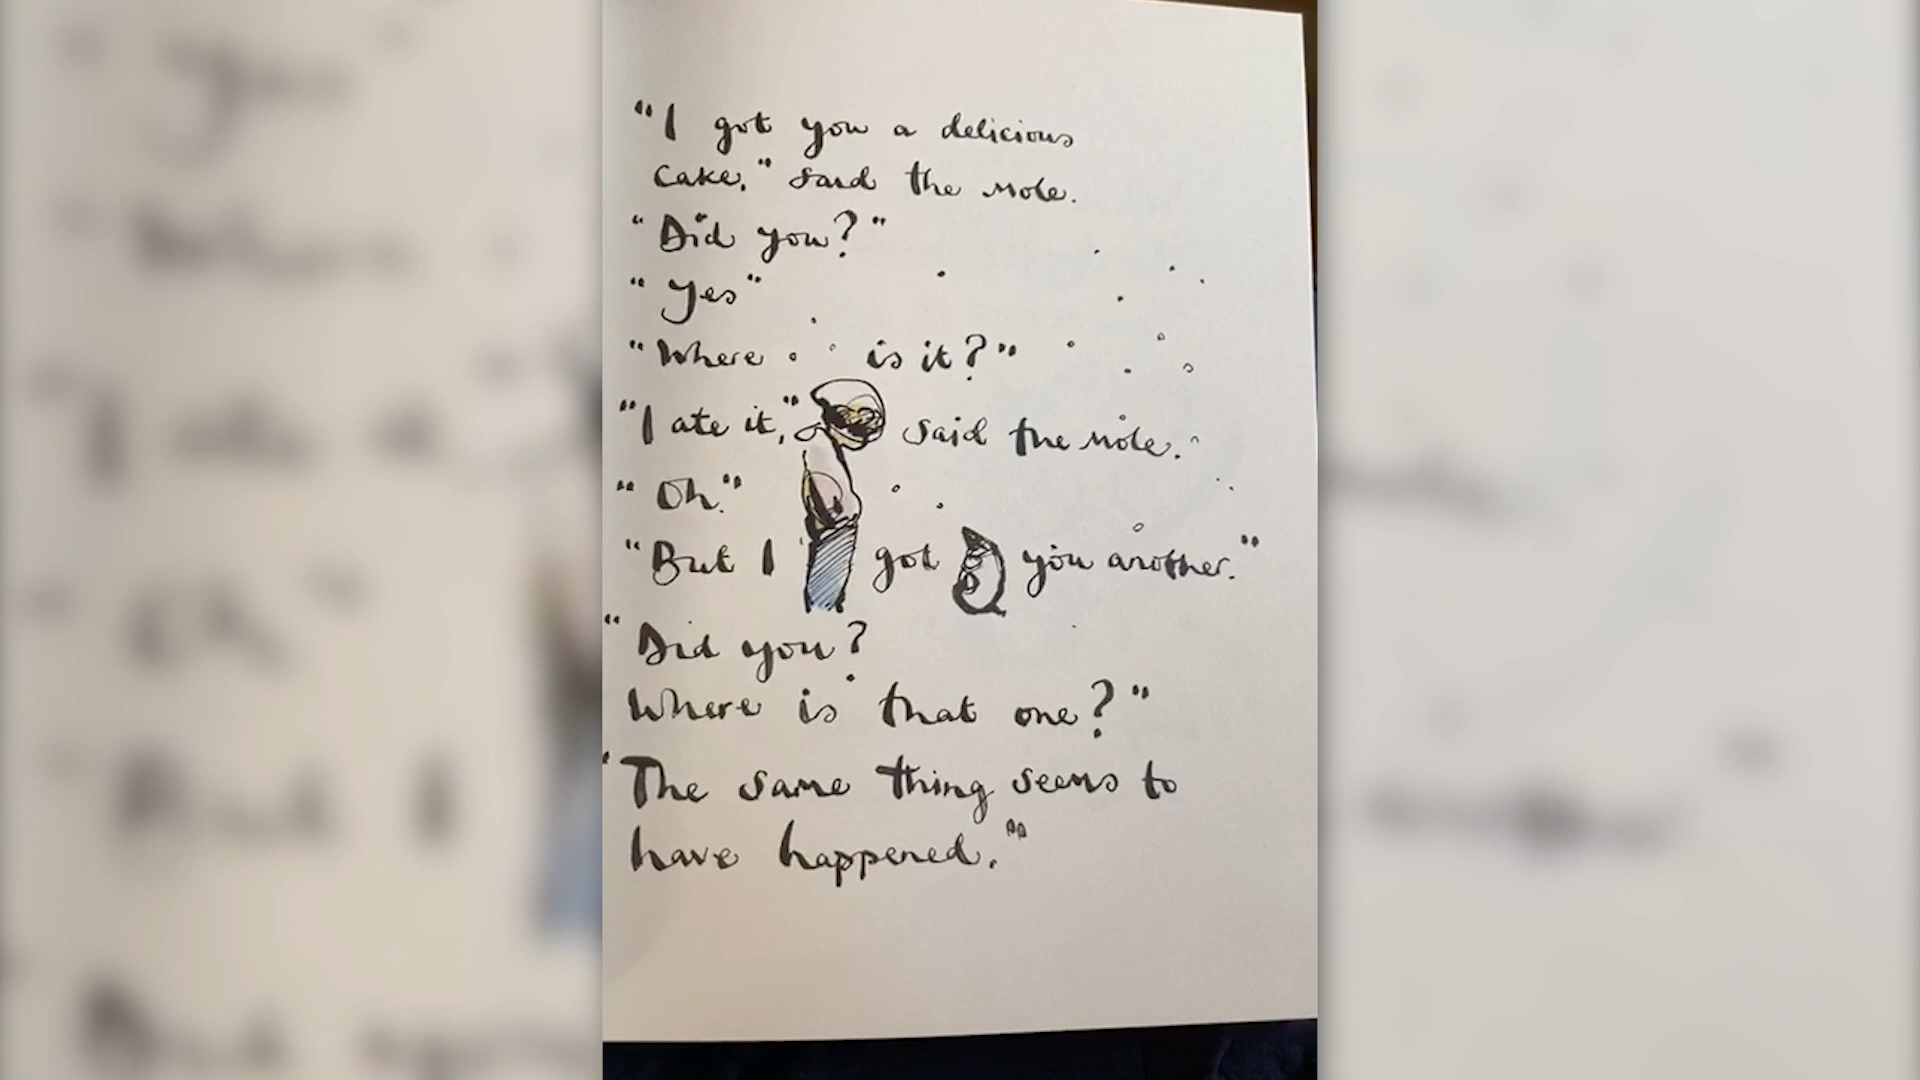 "I got you a delicious
cake," said the mole.
"Did you?"
"Yes"
"Where is it?"
"I ate it," said the mole.
"Oh."
"But I got you another."
"Did you?
Where is that one?"
"The same thing seems to
have happened."